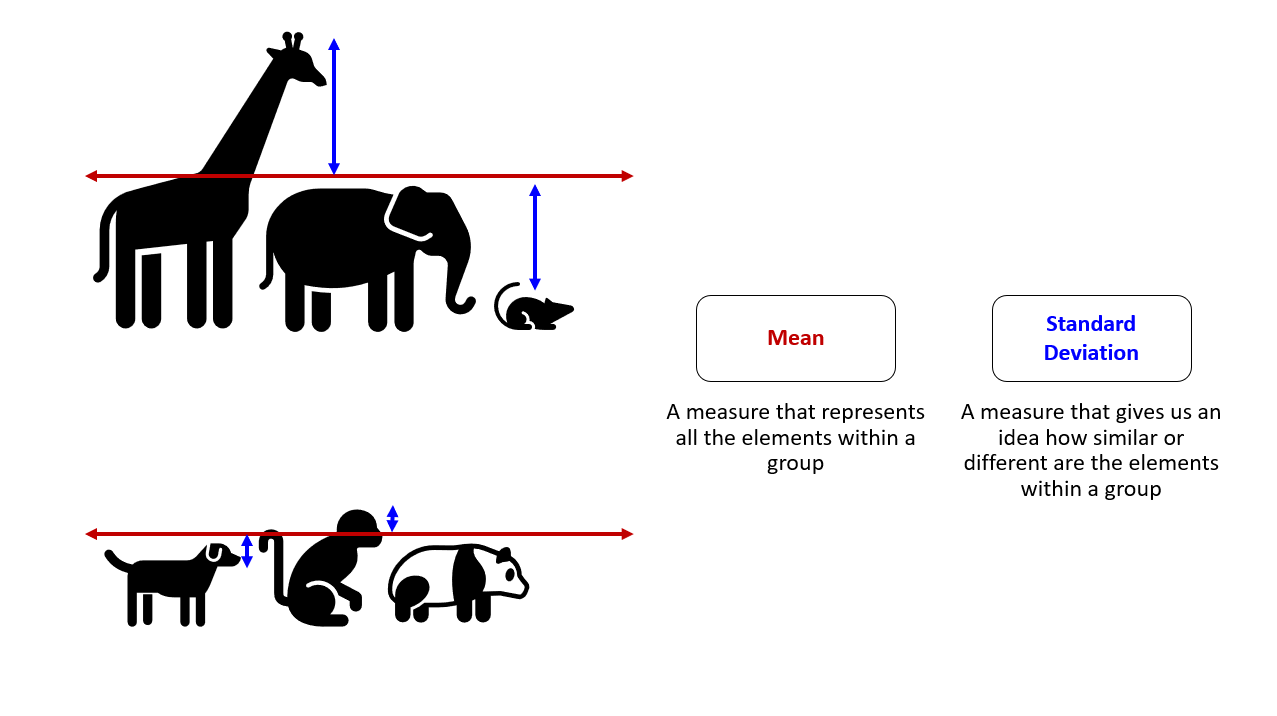 Mean
A measure that represents
all the elements within a
group
Standard
Deviation
A measure that gives us an
idea how similar or
different are the elements
within a group